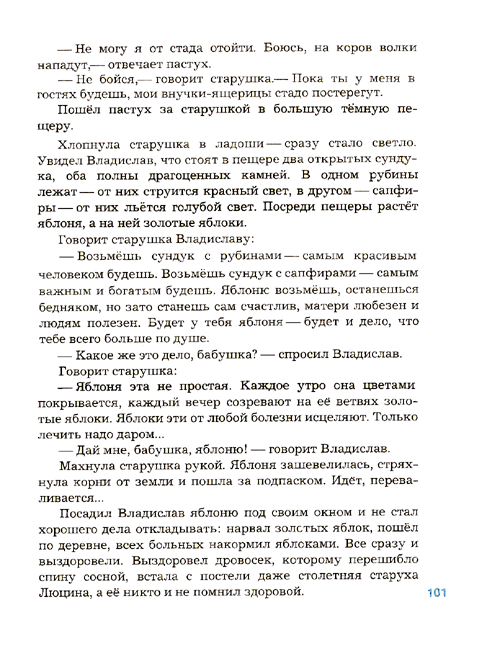 — Не могу я от стада отойти. Боюсь, на коров волки
нападут,— отвечает пастух.
— Не бойся,— говорит старушка.— Пока ты у меня в
гостях будешь, мои внучки-ящерицы стадо постерегут.
Пошёл пастух за старушкой в большую тёмную пе-
щеру.
Хлопнула старушка в ладоши — сразу стало светло.
Увидел Владислав, что стоят в пещере два открытых сунду-
ка, оба полны драгоценных камней. В одном рубины
лежат — от них струится красный свет, в другом — сапфи-
ры — от них льётся голубой свет. Посреди пещеры растёт
яблоня, а на ней золотые яблоки.
Говорит старушка Владиславу:
— Возьмёшь сундук с рубинами — самым красивым
человеком будешь. Возьмёшь сундук с сапфирами — самым
важным и богатым будешь. Яблоню возьмёшь, останешься
бедняком, но зато станешь сам счастлив, матери любезен и
людям полезен. Будет у тебя яблоня — будет и дело, что
тебе всего больше по душе.
— Какое же это дело, бабушка? — спросил Владислав.
Говорит старушка:
— Яблоня эта не простая. Каждое утро она цветами
покрывается, каждый вечер созревают на её ветвях золо-
тые яблоки. Яблоки эти от любой болезни исцеляют. Только
лечить надо даром...
— Дай мне, бабушка, яблоню! — говорит Владислав.
Махнула старушка рукой. Яблоня зашевелилась, стрях-
нула корни от земли и пошла за подпаском. Идёт, перева-
ливается...
Посадил Владислав яблоню под своим окном и не стал
хорошего дела откладывать: нарвал золотых яблок, пошёл
по деревне, всех больных накормил яблоками. Все сразу и
выздоровели. Выздоровел дровосек, которому перешибло
спину сосной, встала с постели даже столетняя старуха
Люцина, а её никто и не помнил здоровой.
101